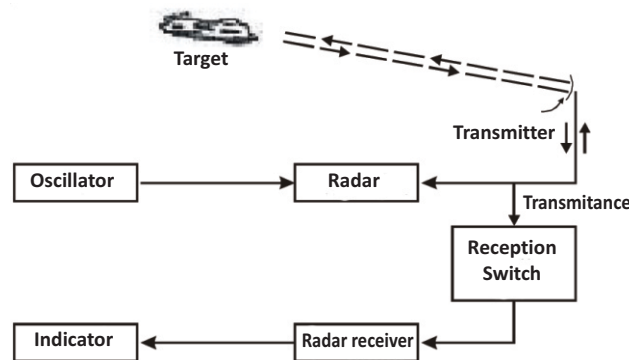 Target
Transmitter
Oscillator
Radar
Transmitance
Reception
Switch
Indicator
Radar receiver